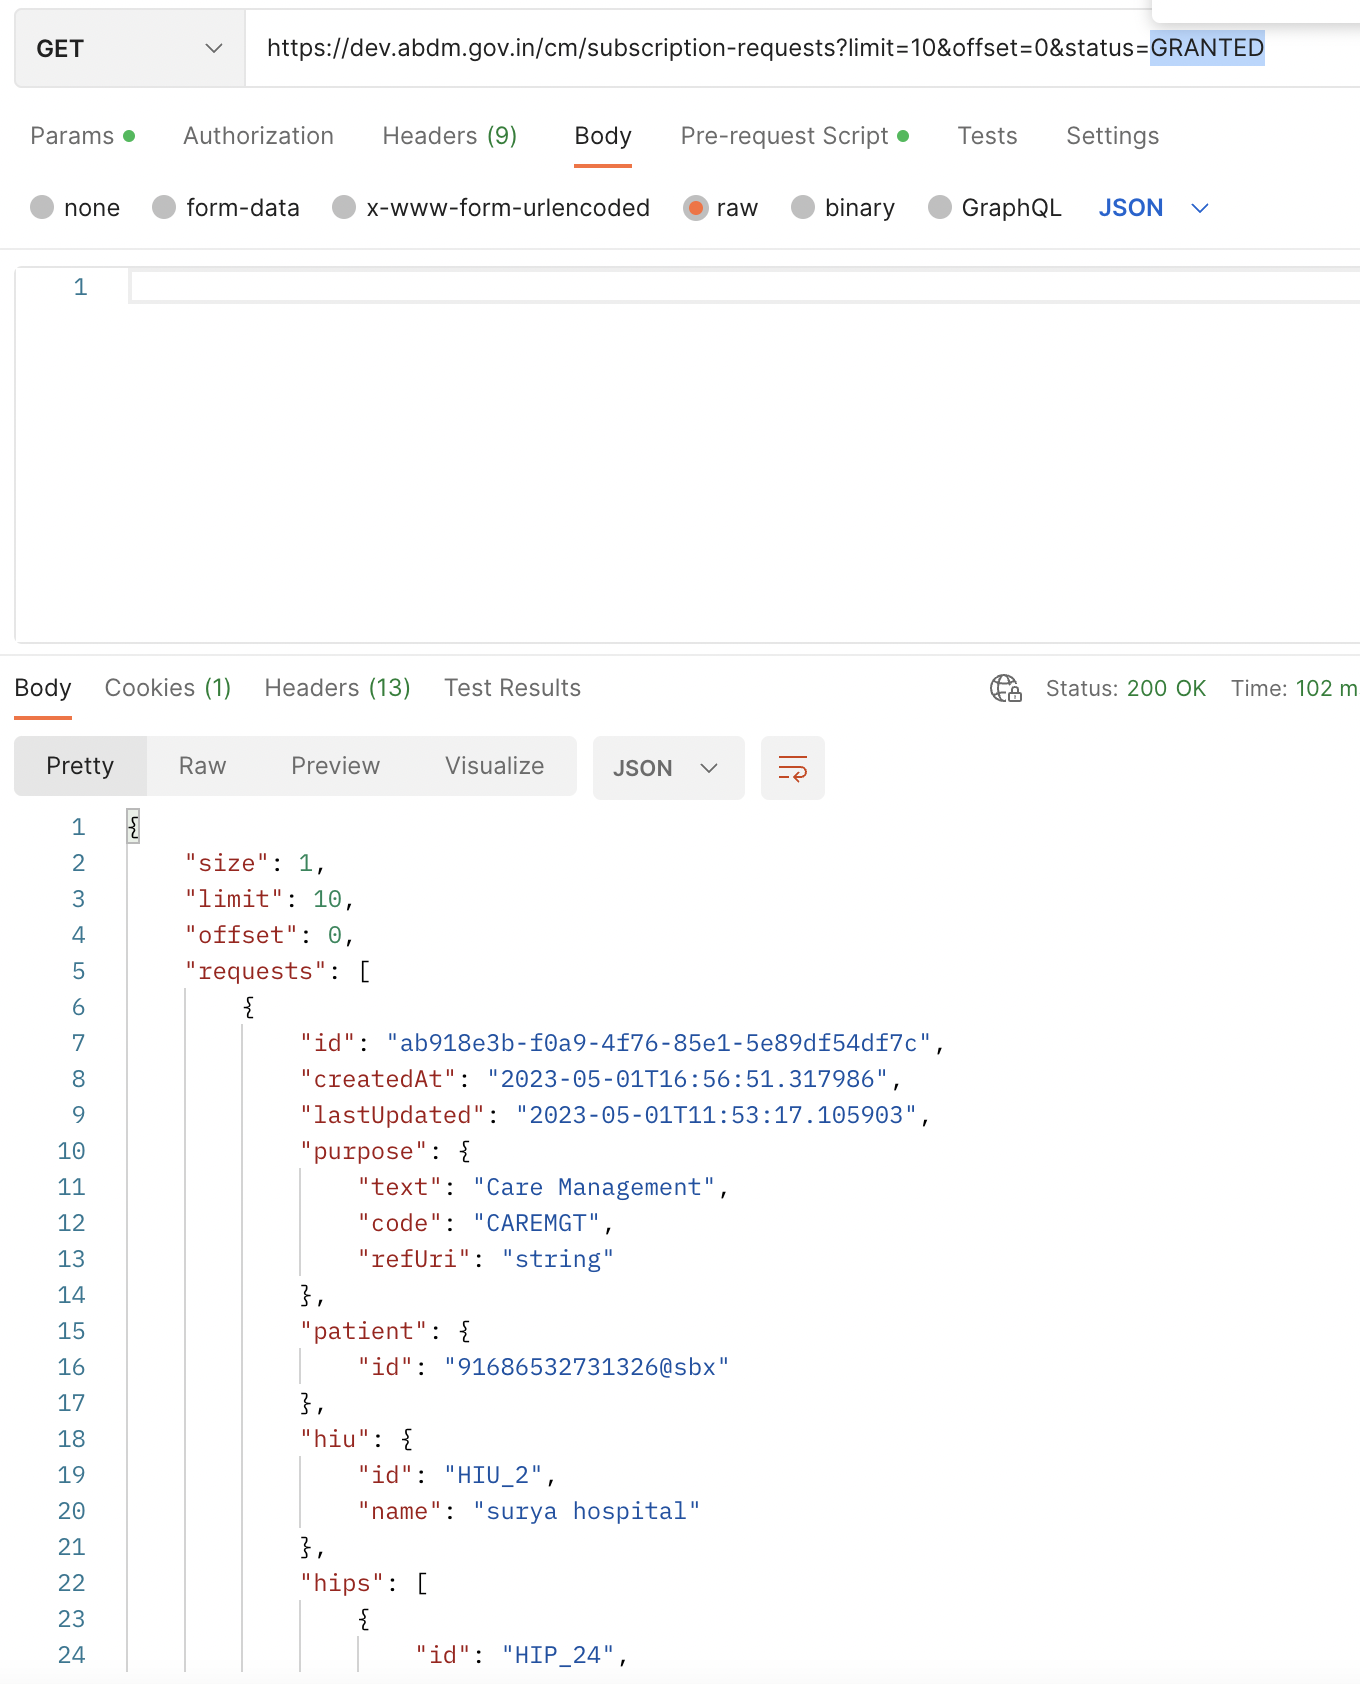 GET https://dev.abdm.gov.in/cm/subscription-requests?limit=10&offset=0&status=GRANTED
Params Authorization Headers (9) Body Pre-request Script Tests Settings
none form-data x-www-form-urlencoded raw binary GraphQL JSON
1
Body Cookies (1) Headers (13) Test Results Status: 200 OK Time: 102 m
Pretty Raw Preview Visualize JSON
1 {
2 "size": 1,
3 "limit": 10,
4 "offset": 0,
5 "requests": [
6 {
7 "id": "ab918e3b-f0a9-4f76-85e1-5e89df54df7c",
8 "createdAt": "2023-05-01T16:56:51.317986",
9 "lastUpdated": "2023-05-01T11:53:17.105903",
10 "purpose": {
11 "text": "Care Management",
12 "code": "CAREMGT",
13 "refUri": "string"
14 },
15 "patient": {
16 "id": "91686532731326@sbx"
17 },
18 "hiu": {
19 "id": "HIU_2",
20 "name": "surya hospital"
21 },
22 "hips": [
23 {
24 "id": "HIP_24",